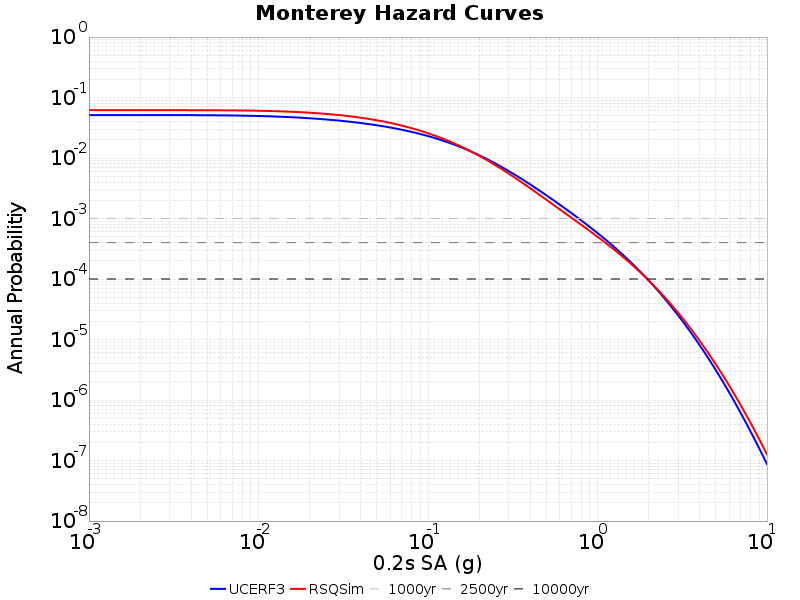 Monterey Hazard Curves
10^0
10^-1
10^-2
10^-3
10^-4
10^-5
10^-6
10^-7
10^-8
Annual Probabilitiy
10^-3 10^-2 10^-1 10^0 10^1
0.2s SA (g)
UCERF3 RSQSim 1000yr 2500yr 10000yr